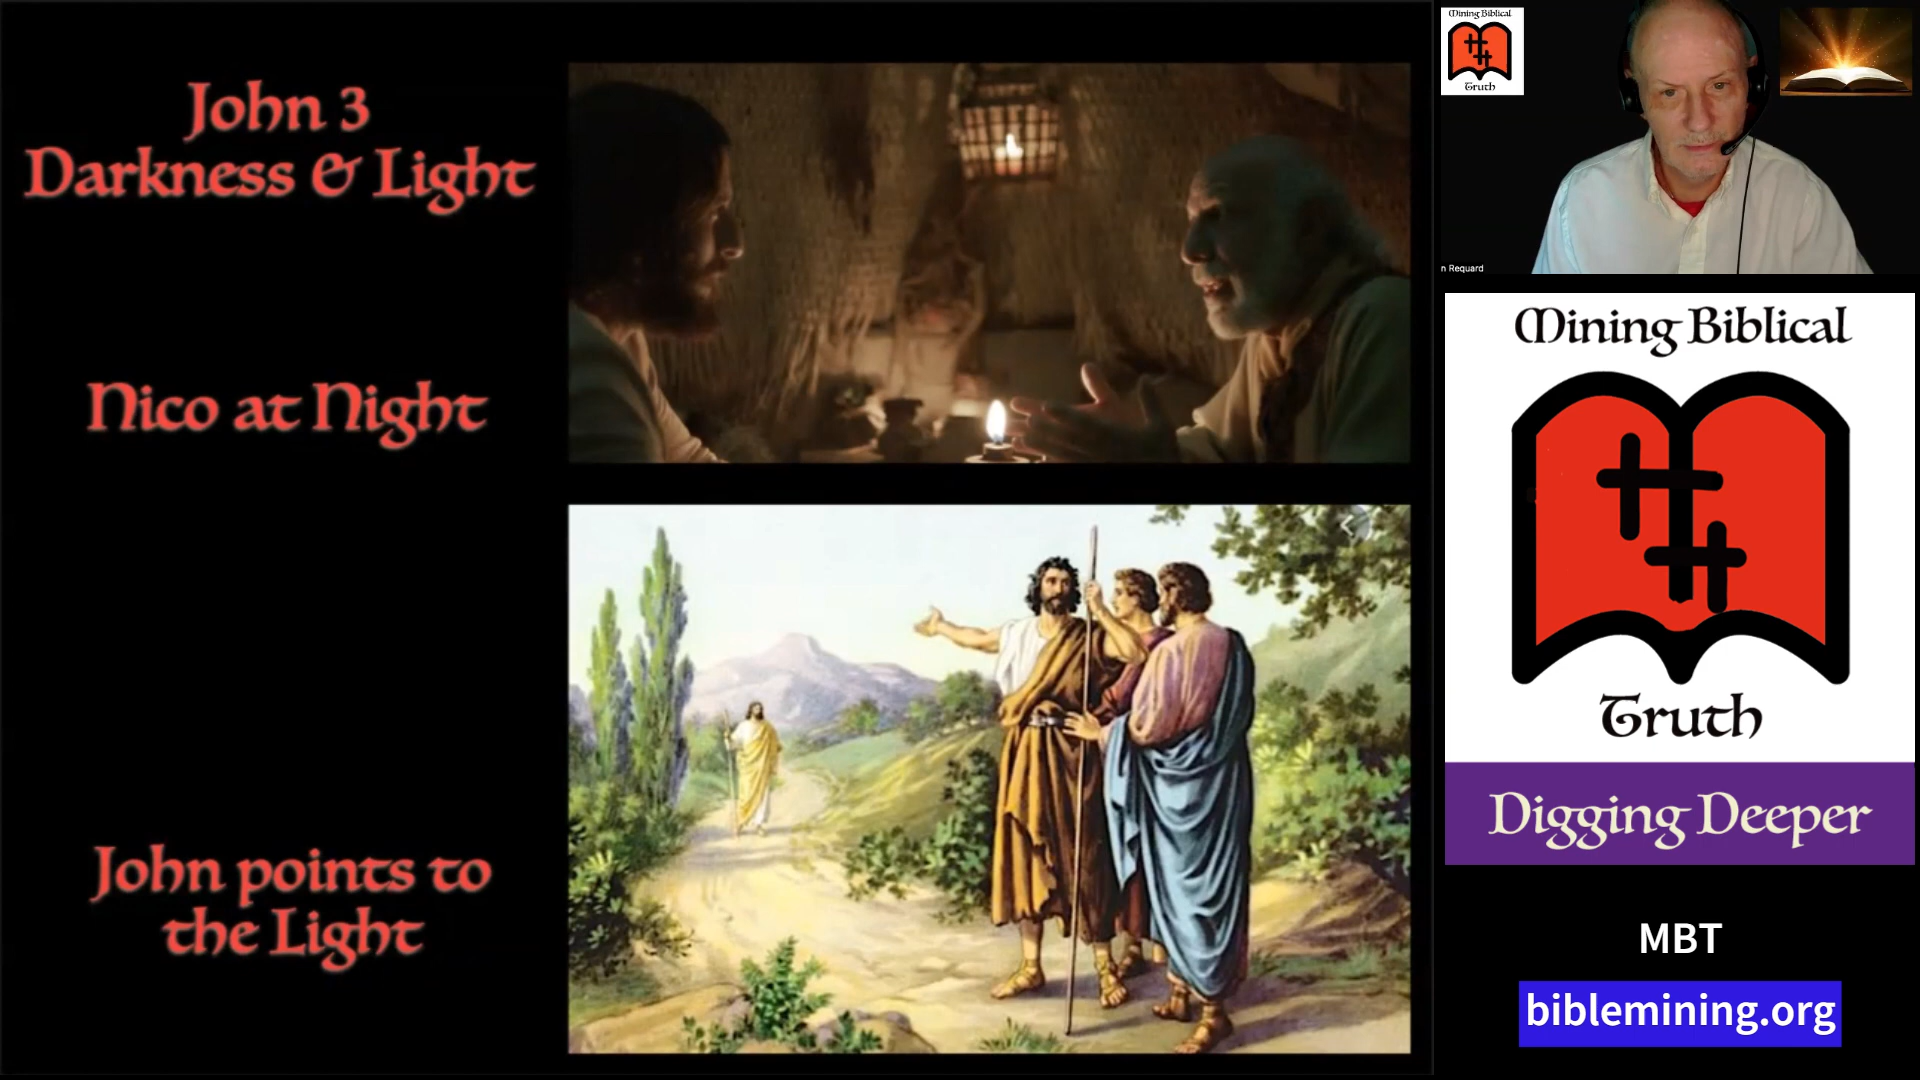 John 3
Darkness & Light
Nico at Night
John points to
the Light
Mining Biblical
Truth
n Requard
Mining Biblical
Truth
Digging Deeper
MBT
biblemining.org